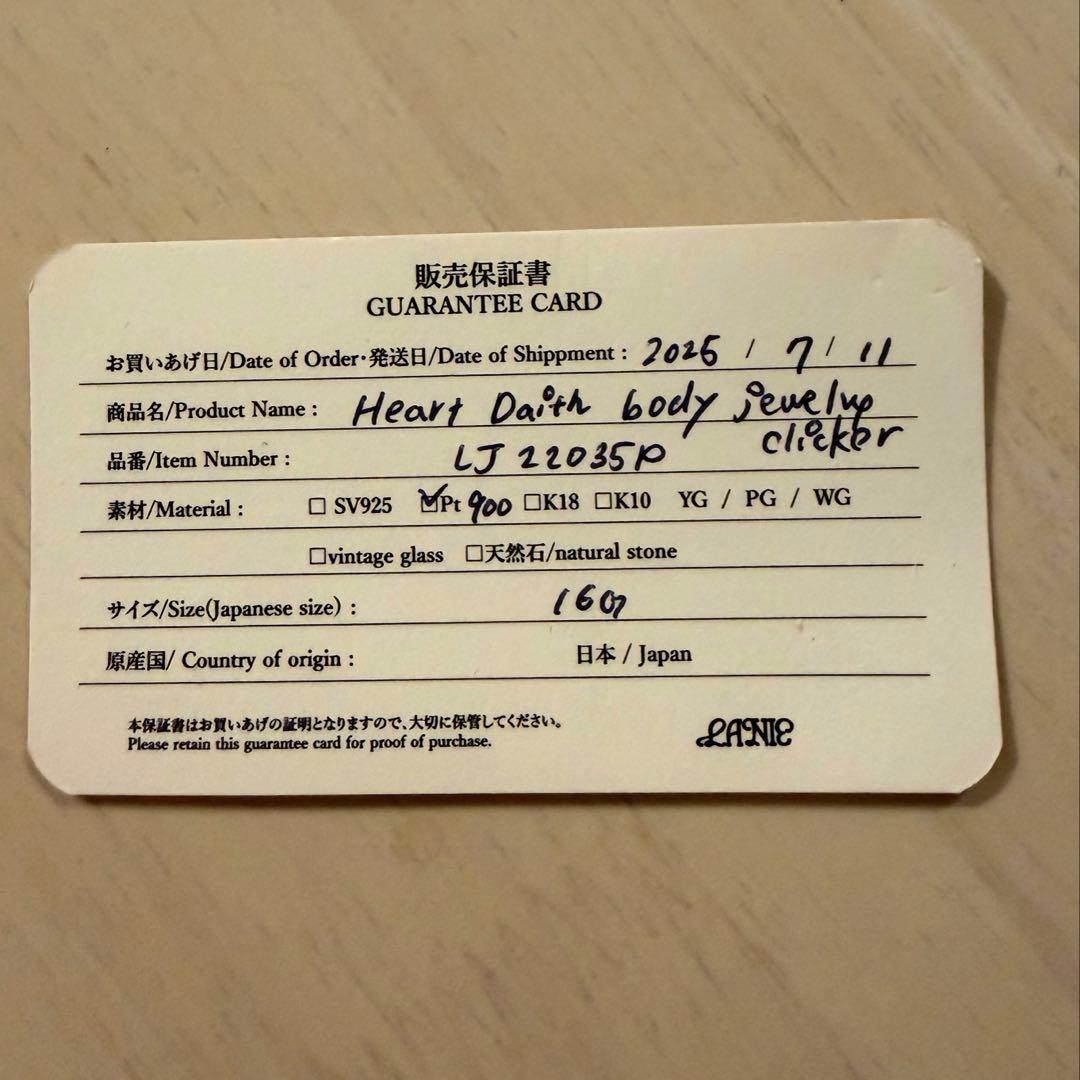 販売保証書
GUARANTEE CARD
お買いあげ日/Date of Order・発送日/Date of Shippment : 2025 / 7 / 11
商品名/Product Name : Heart Daith body jewelry
clicker
品番/Item Number : LJ 22035P
素材/Material : □ SV925 ☑Pt 900 □K18 □K10 YG / PG / WG
□vintage glass □天然石/natural stone
サイズ/Size(Japanese size) : 16G
原産国/ Country of origin : 日本 / Japan
本保証書はお買いあげの証明となりますので、大切に保管してください。
Please retain this guarantee card for proof of purchase.
LANIE